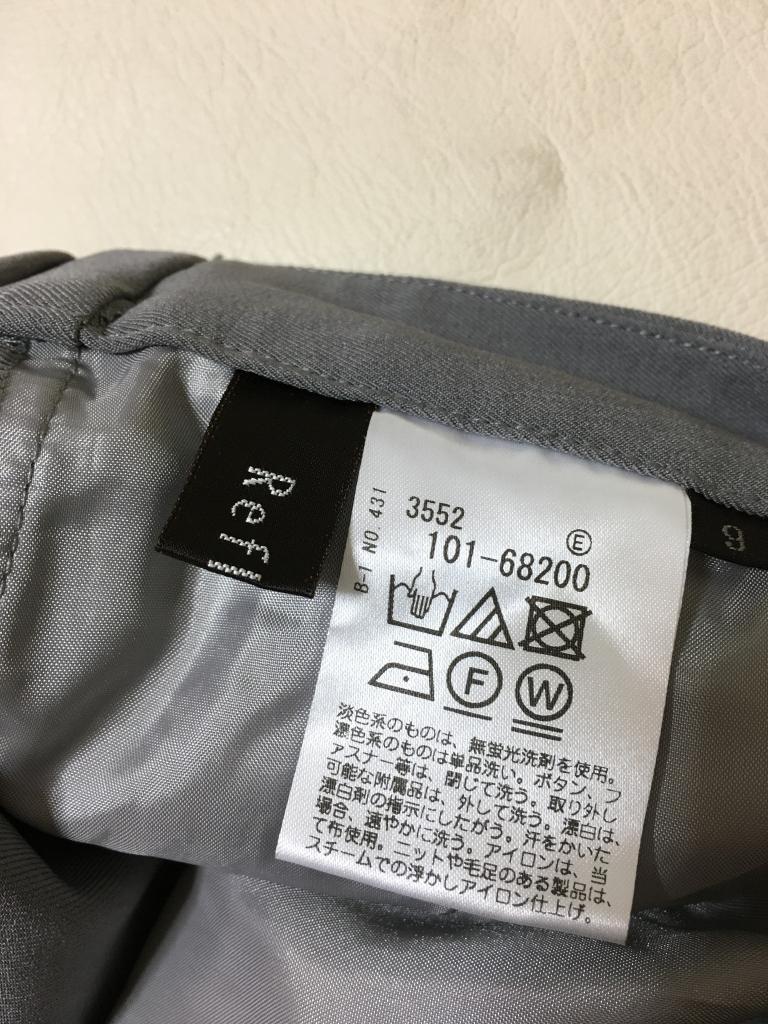 Ref
B-1 NO.431
3552
E
101-68200
F
W
淡色系のものは、無蛍光洗剤を使用。
濃色系のものは単品洗い。ボタン、フ
ァスナー等は、閉じて洗う。取り外し
可能な附属品は、外して洗う。漂白は、
漂白剤の指示にしたがう。汗をかいた
場合、速やかに洗う。アイロンは、当
て布使用。ニットや毛足のある製品は、
スチームでの浮かしアイロン仕上げ。